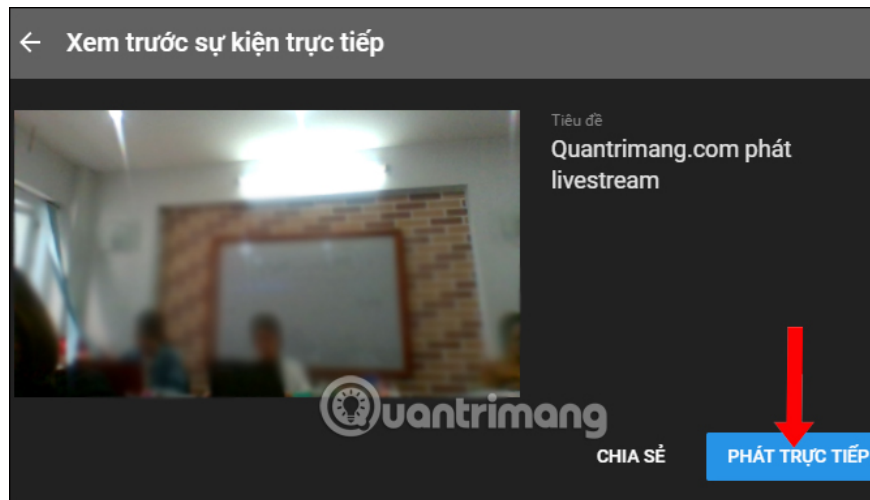 Xem trước sự kiện trực tiếp
Tiêu đề
Quantrimang.com phát
livestream
Quantrimang
CHIA SẺ
PHÁT TRỰC TIẾP